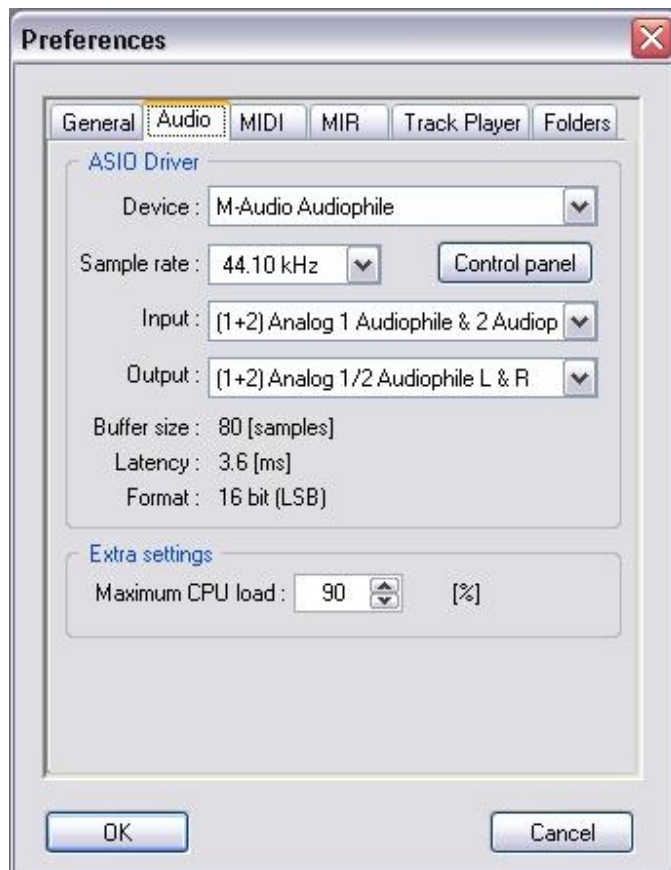 Preferences
General Audio MIDI MIR Track Player Folders
ASIO Driver
Device : M-Audio Audiophile
Sample rate : 44.10 kHz Control panel
Input : (1+2) Analog 1 Audiophile & 2 Audiop
Output : (1+2) Analog 1/2 Audiophile L & R
Buffer size : 80 [samples]
Latency : 3.6 [ms]
Format : 16 bit (LSB)
Extra settings
Maximum CPU load : 90 [%]
OK Cancel